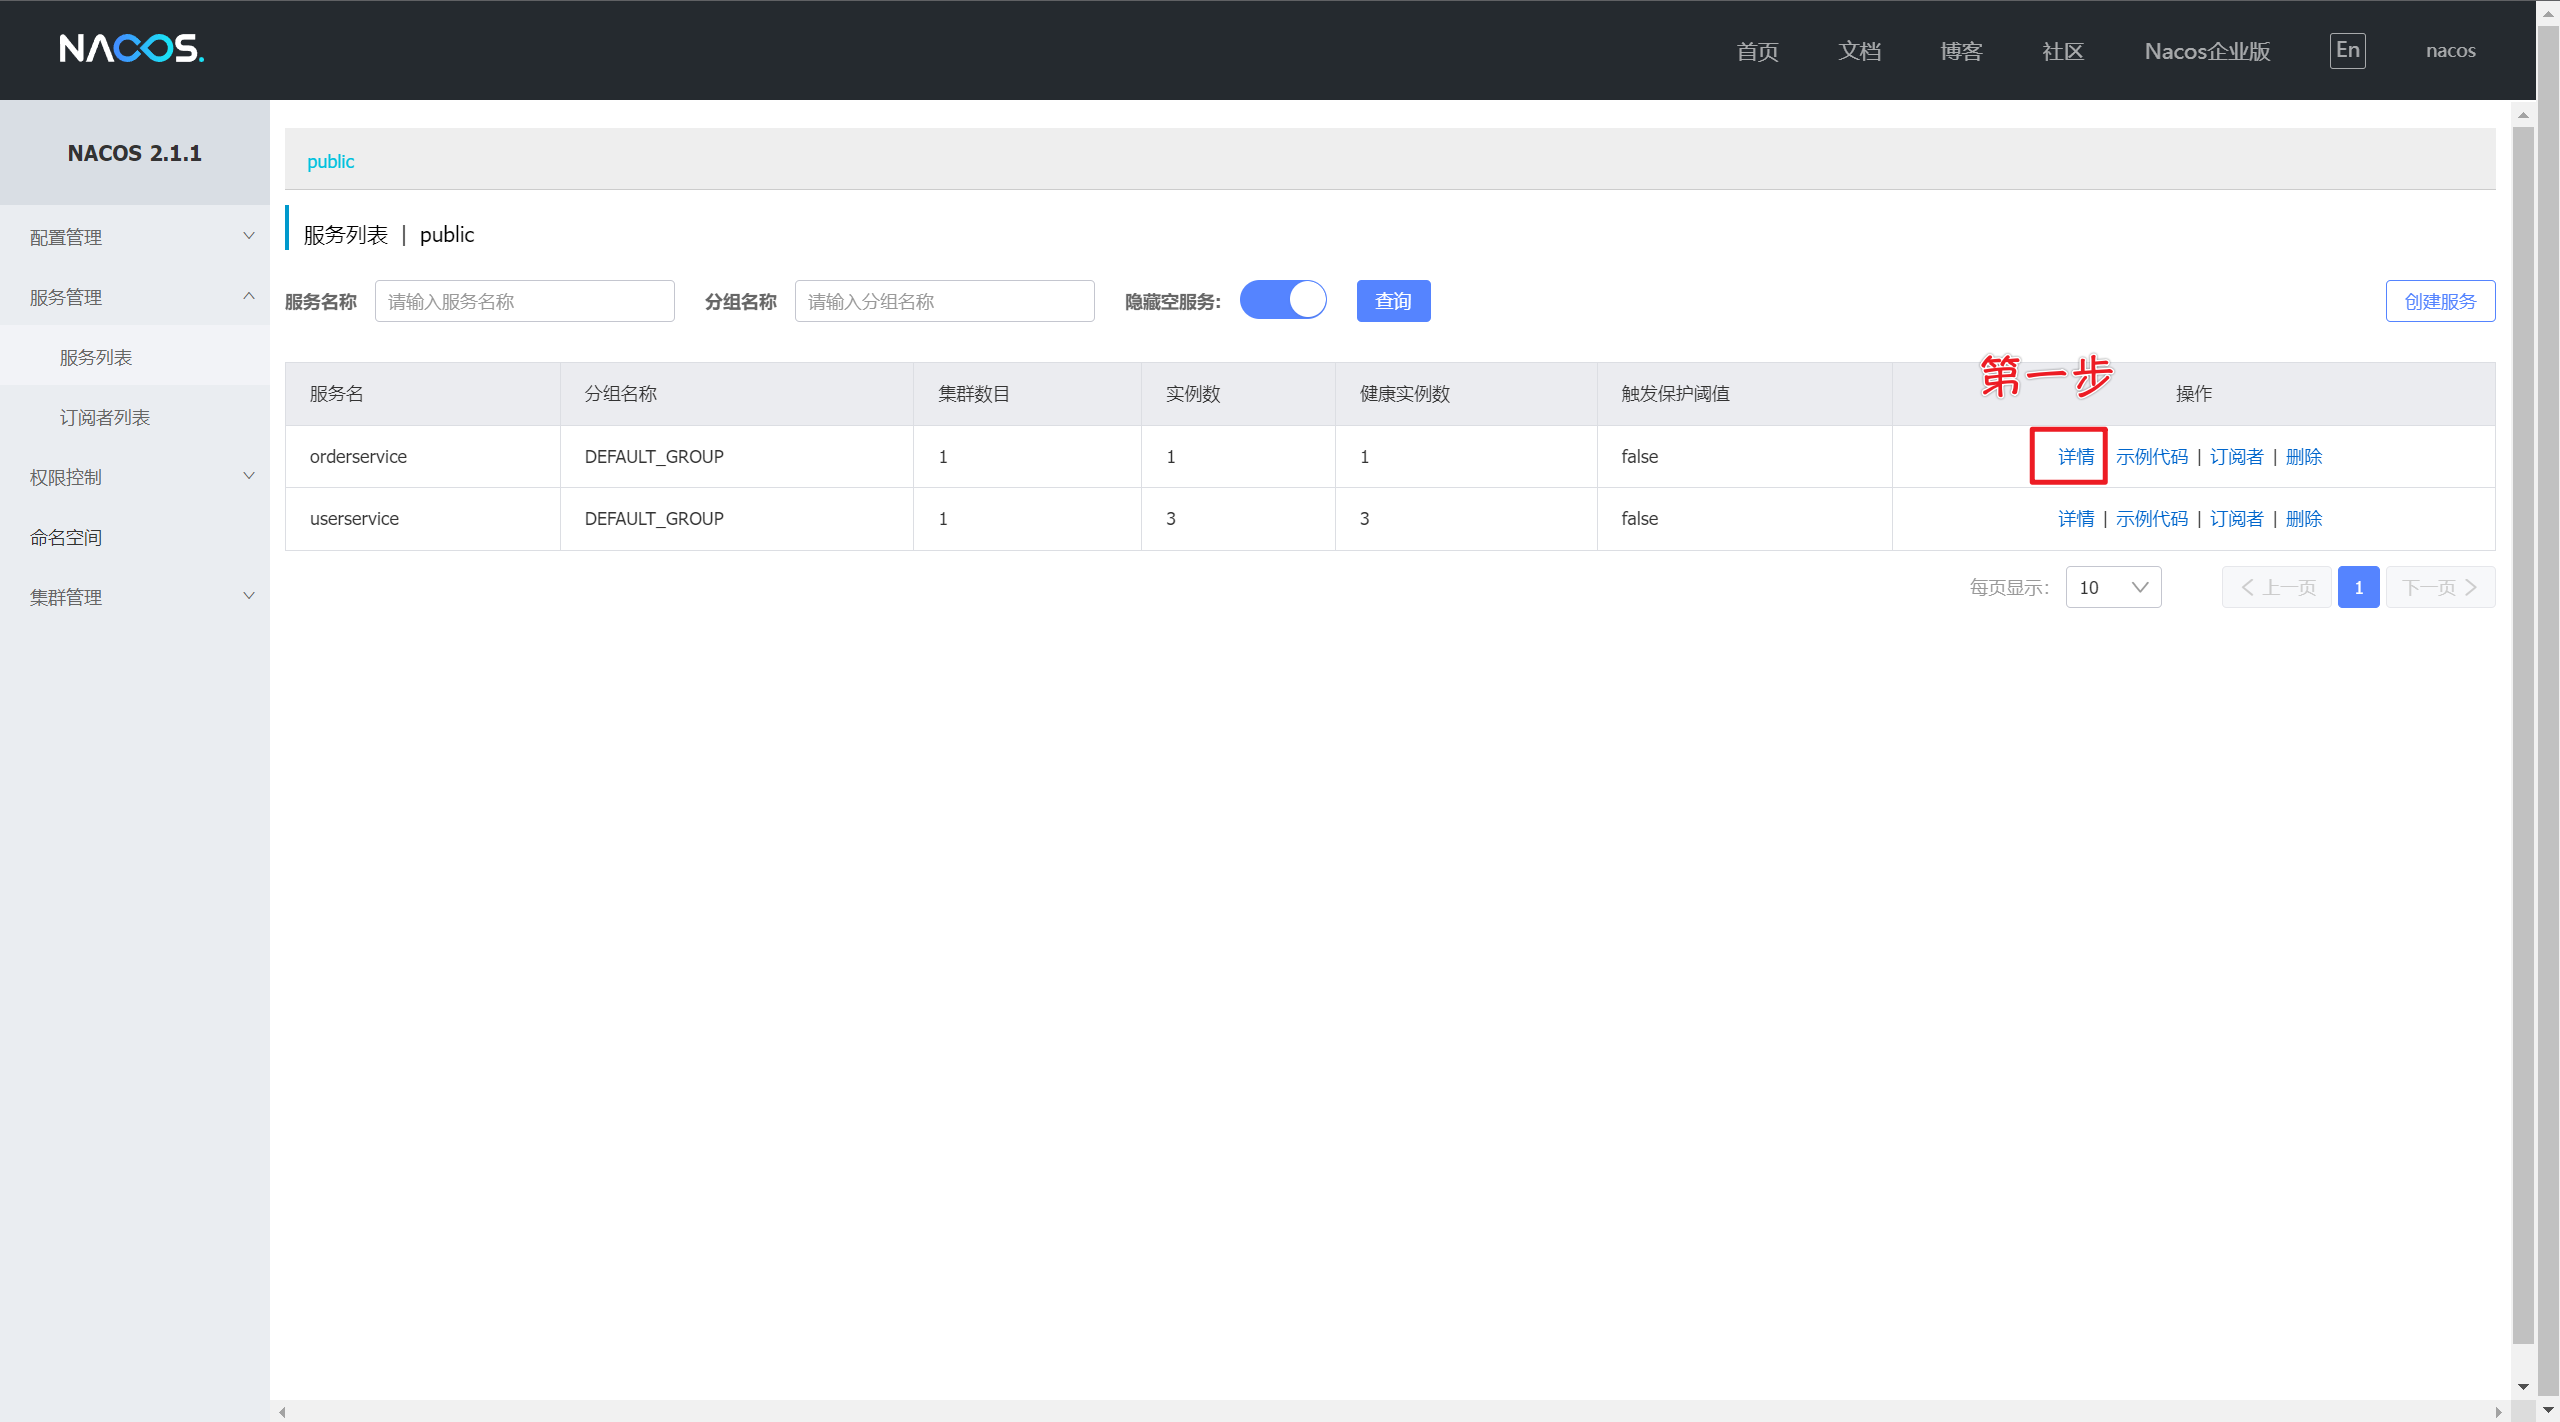 NACOS.
首页 文档 博客 社区 Nacos企业版 En nacos
NACOS 2.1.1
配置管理
服务管理
服务列表
订阅者列表
权限控制
命名空间
集群管理
public
服务列表 | public
服务名称 请输入服务名称 分组名称 请输入分组名称 隐藏空服务: 查询 创建服务
第一步
服务名 分组名称 集群数目 实例数 健康实例数 触发保护阈值 操作
orderservice DEFAULT_GROUP 1 1 1 false 详情 示例代码 | 订阅者 | 删除
userservice DEFAULT_GROUP 1 3 3 false 详情 | 示例代码 | 订阅者 | 删除
每页显示: 10 上一页 1 下一页